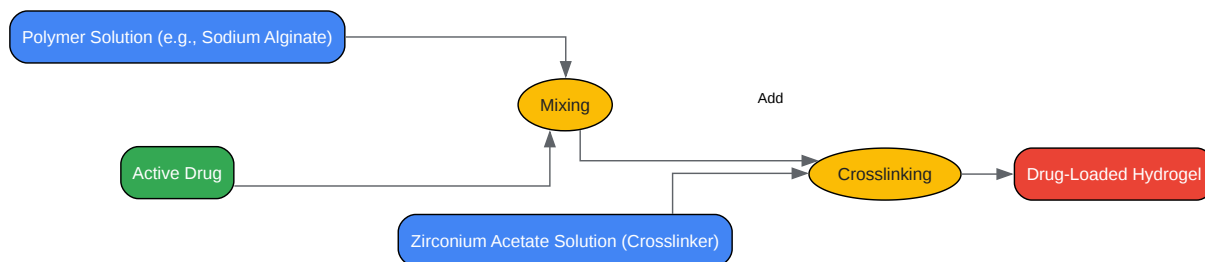 Polymer Solution (e.g., Sodium Alginate)
Mixing
Add
Active Drug
Crosslinking
Drug-Loaded Hydrogel
Zirconium Acetate Solution (Crosslinker)